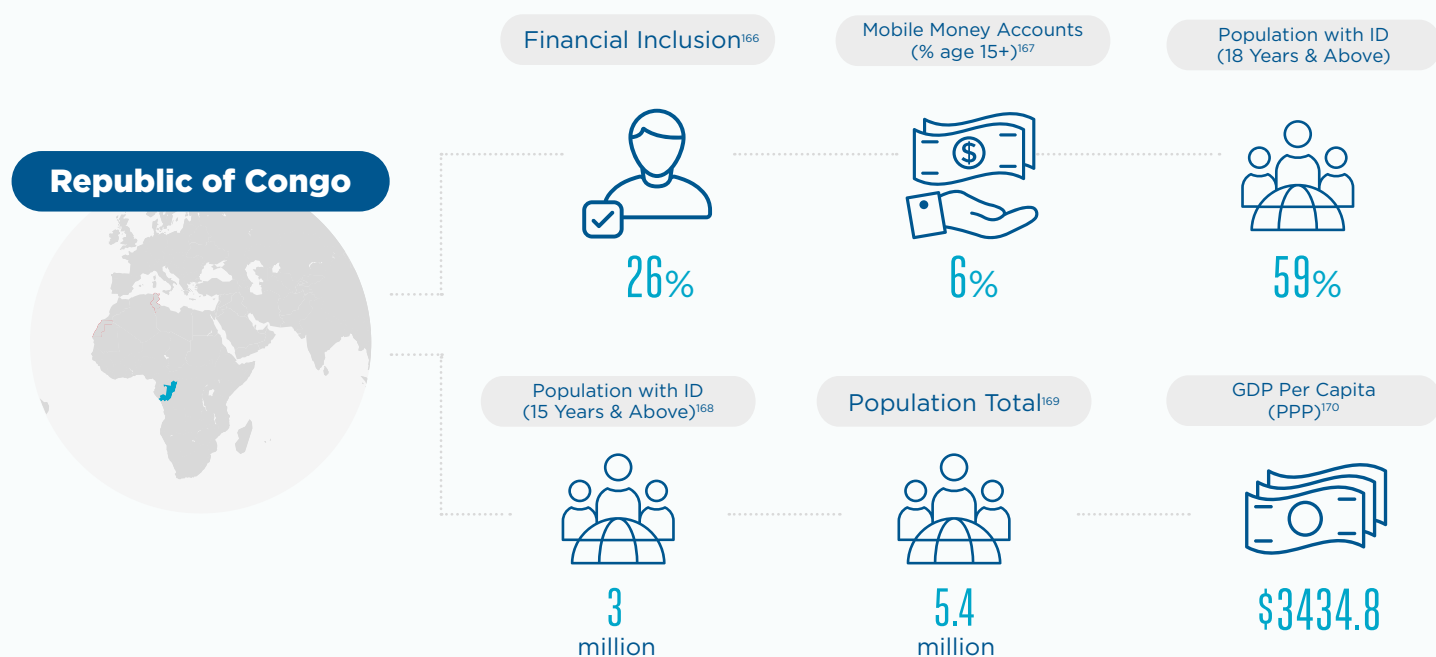 Republic of Congo
Financial Inclusion¹⁶⁶
26%
Mobile Money Accounts
(% age 15+)¹⁶⁷
$
6%
Population with ID
(18 Years & Above)
59%
Population with ID
(15 Years & Above)¹⁶⁸
3
million
Population Total¹⁶⁹
5.4
million
GDP Per Capita
(PPP)¹⁷⁰
$3434.8